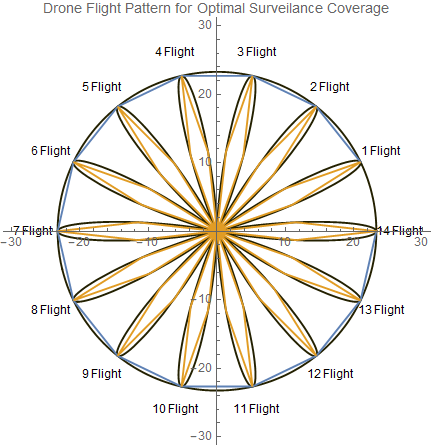 Drone Flight Pattern for Optimal Surveilance Coverage
30
4 Flight
3 Flight
20
5 Flight
2 Flight
10
6 Flight
1 Flight
7 Flight
14 Flight
-30
-20
-10
10
20
30
8 Flight
-10
13 Flight
9 Flight
-20
12 Flight
10 Flight
11 Flight
-30